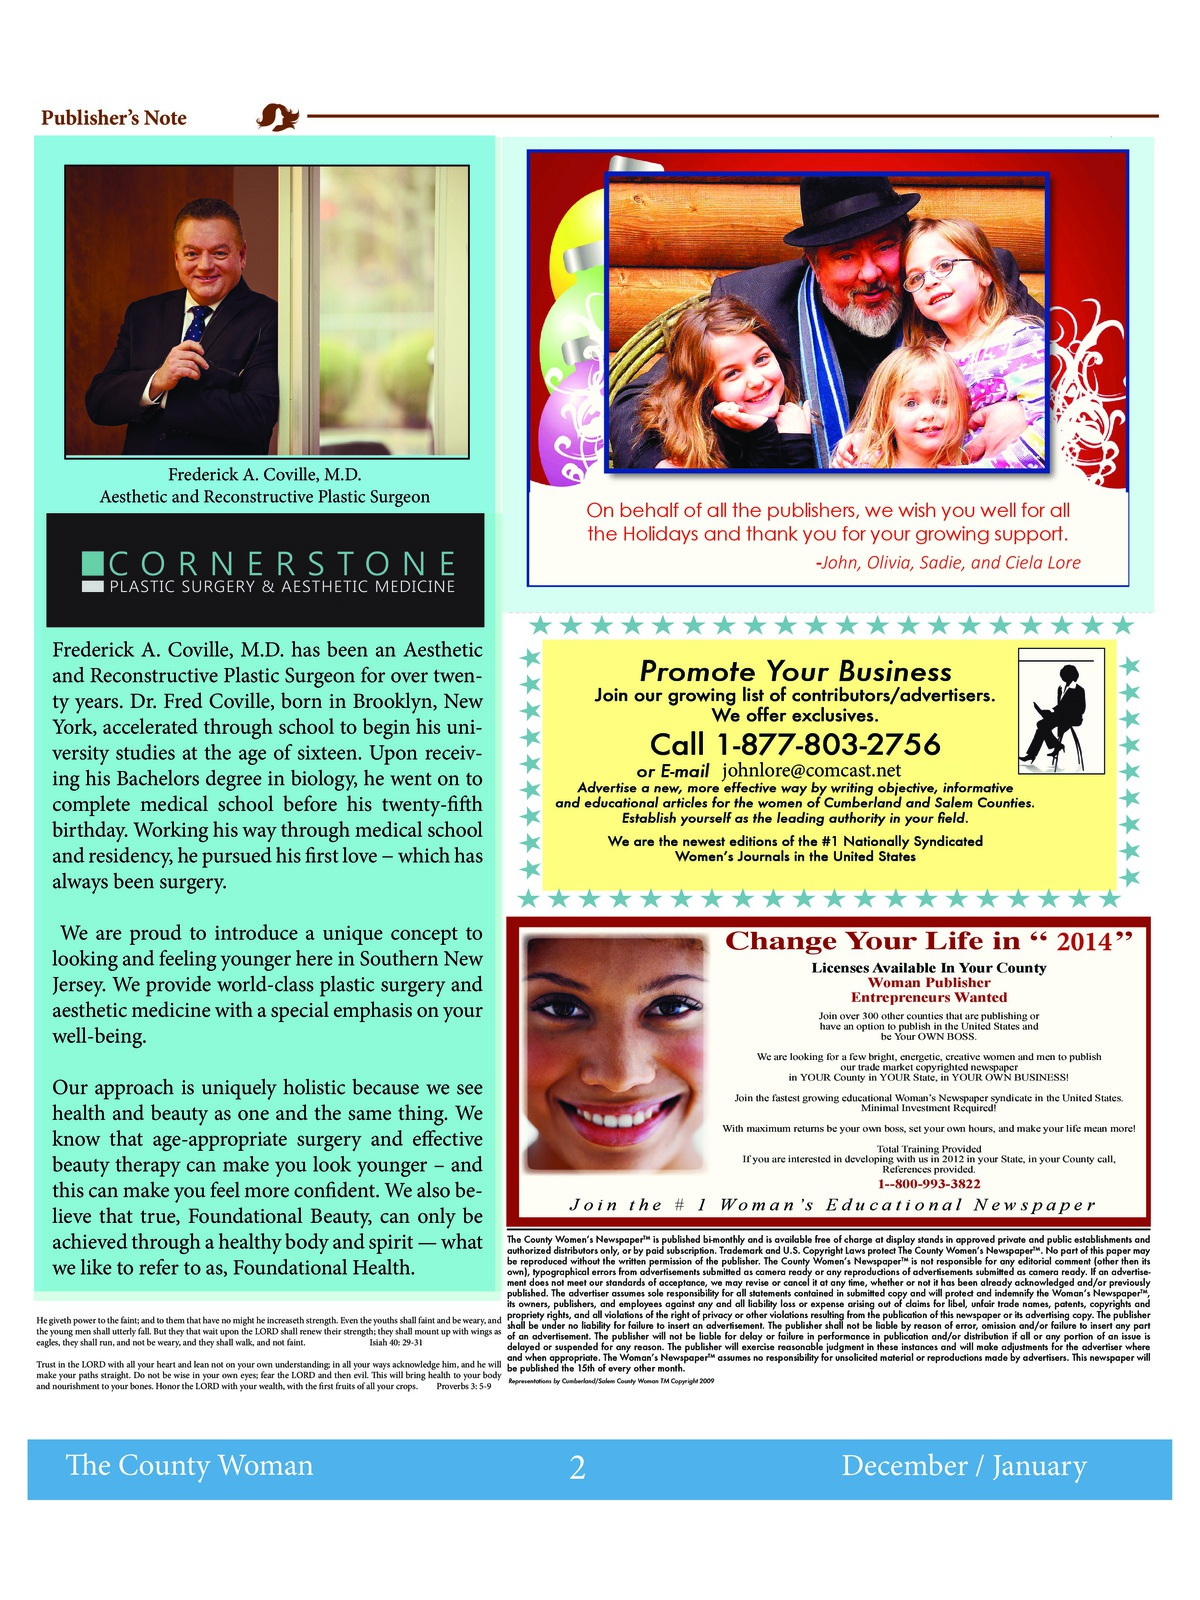 Publisher's Note
Frederick A. Coville, M.D.
Aesthetic and Reconstructive Plastic Surgeon
CORNERSTONE
PLASTIC SURGERY & AESTHETIC MEDICINE
Frederick A. Coville, M.D. has been an Aesthetic
and Reconstructive Plastic Surgeon for over twen-
ty years. Dr. Fred Coville, born in Brooklyn, New
York, accelerated through school to begin his uni-
versity studies at the age of sixteen. Upon receiv-
ing his Bachelors degree in biology, he went on to
complete medical school before his twenty-fifth
birthday. Working his way through medical school
and residency, he pursued his first love – which has
always been surgery.
We are proud to introduce a unique concept to
looking and feeling younger here in Southern New
Jersey. We provide world-class plastic surgery and
aesthetic medicine with a special emphasis on your
well-being.
Our approach is uniquely holistic because we see
health and beauty as one and the same thing. We
know that age-appropriate surgery and effective
beauty therapy can make you look younger – and
this can make you feel more confident. We also be-
lieve that true, Foundational Beauty, can only be
achieved through a healthy body and spirit — what
we like to refer to as, Foundational Health.
He giveth power to the faint; and to them that have no might he increaseth strength. Even the youths shall faint and be weary, and
the young men shall utterly fall. But they that wait upon the LORD shall renew their strength; they shall mount up with wings as
eagles, they shall run, and not be weary, and they shall walk, and not faint. Isiah 40: 29-31
Trust in the LORD with all your heart and lean not on your own understanding; in all your ways acknowledge him, and he will
make your paths straight. Do not be wise in your own eyes; fear the LORD and then evil. This will bring health to your body
and nourishment to your bones. Honor the LORD with your wealth, with the first fruits of all your crops. Proverbs 3: 5-9
On behalf of all the publishers, we wish you well for all
the Holidays and thank you for your growing support.
-John, Olivia, Sadie, and Ciela Lore
Promote Your Business
Join our growing list of contributors/advertisers.
We offer exclusives.
Call 1-877-803-2756
or E-mail johnlore@comcast.net
Advertise a new, more effective way by writing objective, informative
and educational articles for the women of Cumberland and Salem Counties.
Establish yourself as the leading authority in your field.
We are the newest editions of the #1 Nationally Syndicated
Women's Journals in the United States
Change Your Life in “ 2014”
Licenses Available In Your County
Woman Publisher
Entrepreneurs Wanted
Join over 300 other counties that are publishing or
have an option to publish in the United States and
be Your OWN BOSS.
We are looking for a few bright, energetic, creative women and men to publish
our trade market copyrighted newspaper
in YOUR County in YOUR State, in YOUR OWN BUSINESS!
Join the fastest growing educational Woman's Newspaper syndicate in the United States.
Minimal Investment Required!
With maximum returns be your own boss, set your own hours, and make your life mean more!
Total Training Provided
If you are interested in developing with us in 2012 in your State, in your County call,
References provided.
1--800-993-3822
Join the # 1 Woman's Educational Newspaper
The County Women's Newspaper™ is published bi-monthly and is available free of charge at display stands in approved private and public establishments and
authorized distributors only, or by paid subscription. Trademark and U.S. Copyright Laws protect The County Women's Newspaper™. No part of this paper may
be reproduced without the written permission of the publisher. The County Women's Newspaper™ is not responsible for any editorial comment (other then its
own), typographical errors from advertisements submitted as camera ready or any reproductions of advertisements submitted as camera ready. If an advertise-
ment does not meet our standards of acceptance, we may revise or cancel it at any time, whether or not it has been already acknowledged and/or previously
published. The advertiser assumes sole responsibility for all statements contained in submitted copy and will protect and indemnify the Woman's Newspaper™,
its owners, publishers, and employees against any and all liability loss or expense arising out of claims for libel, unfair trade names, patents, copyrights and
propriety rights, and all violations of the right of privacy or other violations resulting from the publication of this newspaper or its advertising copy. The publisher
shall be under no liability for failure to insert an advertisement. The publisher shall not be liable by reason of error, omission and/or failure to insert any part
of an advertisement. The publisher will not be liable for delay or failure in performance in publication and/or distribution if all or any portion of an issue is
delayed or suspended for any reason. The publisher will exercise reasonable judgment in these instances and will make adjustments for the advertiser where
and when appropriate. The Woman's Newspaper™ assumes no responsibility for unsolicited material or reproductions made by advertisers. This newspaper will
be published the 15th of every other month.
Representations by Cumberland/Salem County Woman TM Copyright 2009
The County Woman 2 December / January